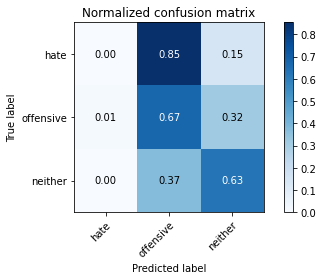 Normalized confusion matrix
True label
hate
offensive
neither
0.00 0.85 0.15
0.01 0.67 0.32
0.00 0.37 0.63
hate
offensive
neither
Predicted label
0.8
0.7
0.6
0.5
0.4
0.3
0.2
0.1
0.0